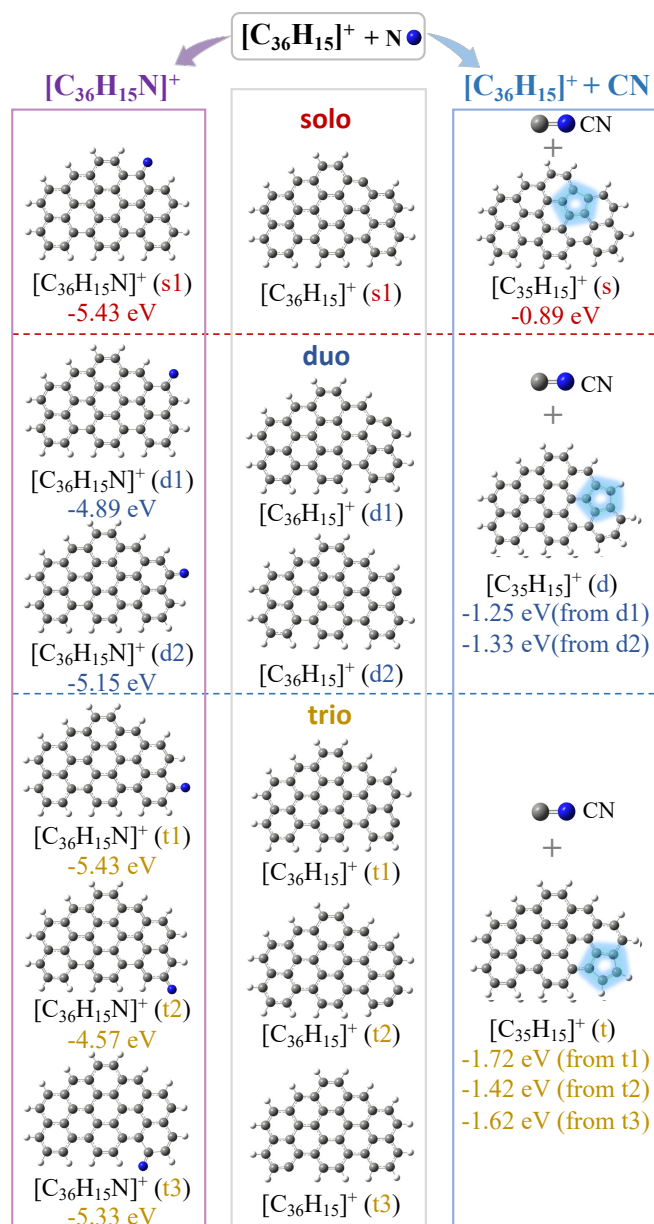 [C₃₆H₁₅]⁺ + N
[C₃₆H₁₅N]⁺
[C₃₆H₁₅]⁺ + CN
solo
CN
+
[C₃₆H₁₅N]⁺ (s1)
-5.43 eV
[C₃₆H₁₅]⁺ (s1)
[C₃₅H₁₅]⁺ (s)
-0.89 eV
duo
CN
+
[C₃₆H₁₅N]⁺ (d1)
-4.89 eV
[C₃₆H₁₅]⁺ (d1)
[C₃₆H₁₅N]⁺ (d2)
-5.15 eV
[C₃₆H₁₅]⁺ (d2)
[C₃₅H₁₅]⁺ (d)
-1.25 eV(from d1)
-1.33 eV(from d2)
trio
CN
+
[C₃₆H₁₅N]⁺ (t1)
-5.43 eV
[C₃₆H₁₅]⁺ (t1)
[C₃₆H₁₅N]⁺ (t2)
-4.57 eV
[C₃₆H₁₅]⁺ (t2)
[C₃₅H₁₅]⁺ (t)
-1.72 eV (from t1)
-1.42 eV (from t2)
-1.62 eV (from t3)
[C₃₆H₁₅N]⁺ (t3)
-5.33 eV
[C₃₆H₁₅]⁺ (t3)